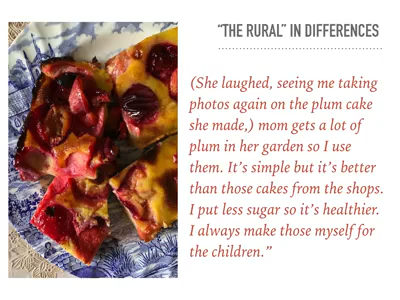 “THE RURAL” IN DIFFERENCES
(She laughed, seeing me taking
photos again on the plum cake
she made,) mom gets a lot of
plum in her garden so I use
them. It’s simple but it’s better
than those cakes from the shops.
I put less sugar so it’s healthier.
I always make those myself for
the children.”